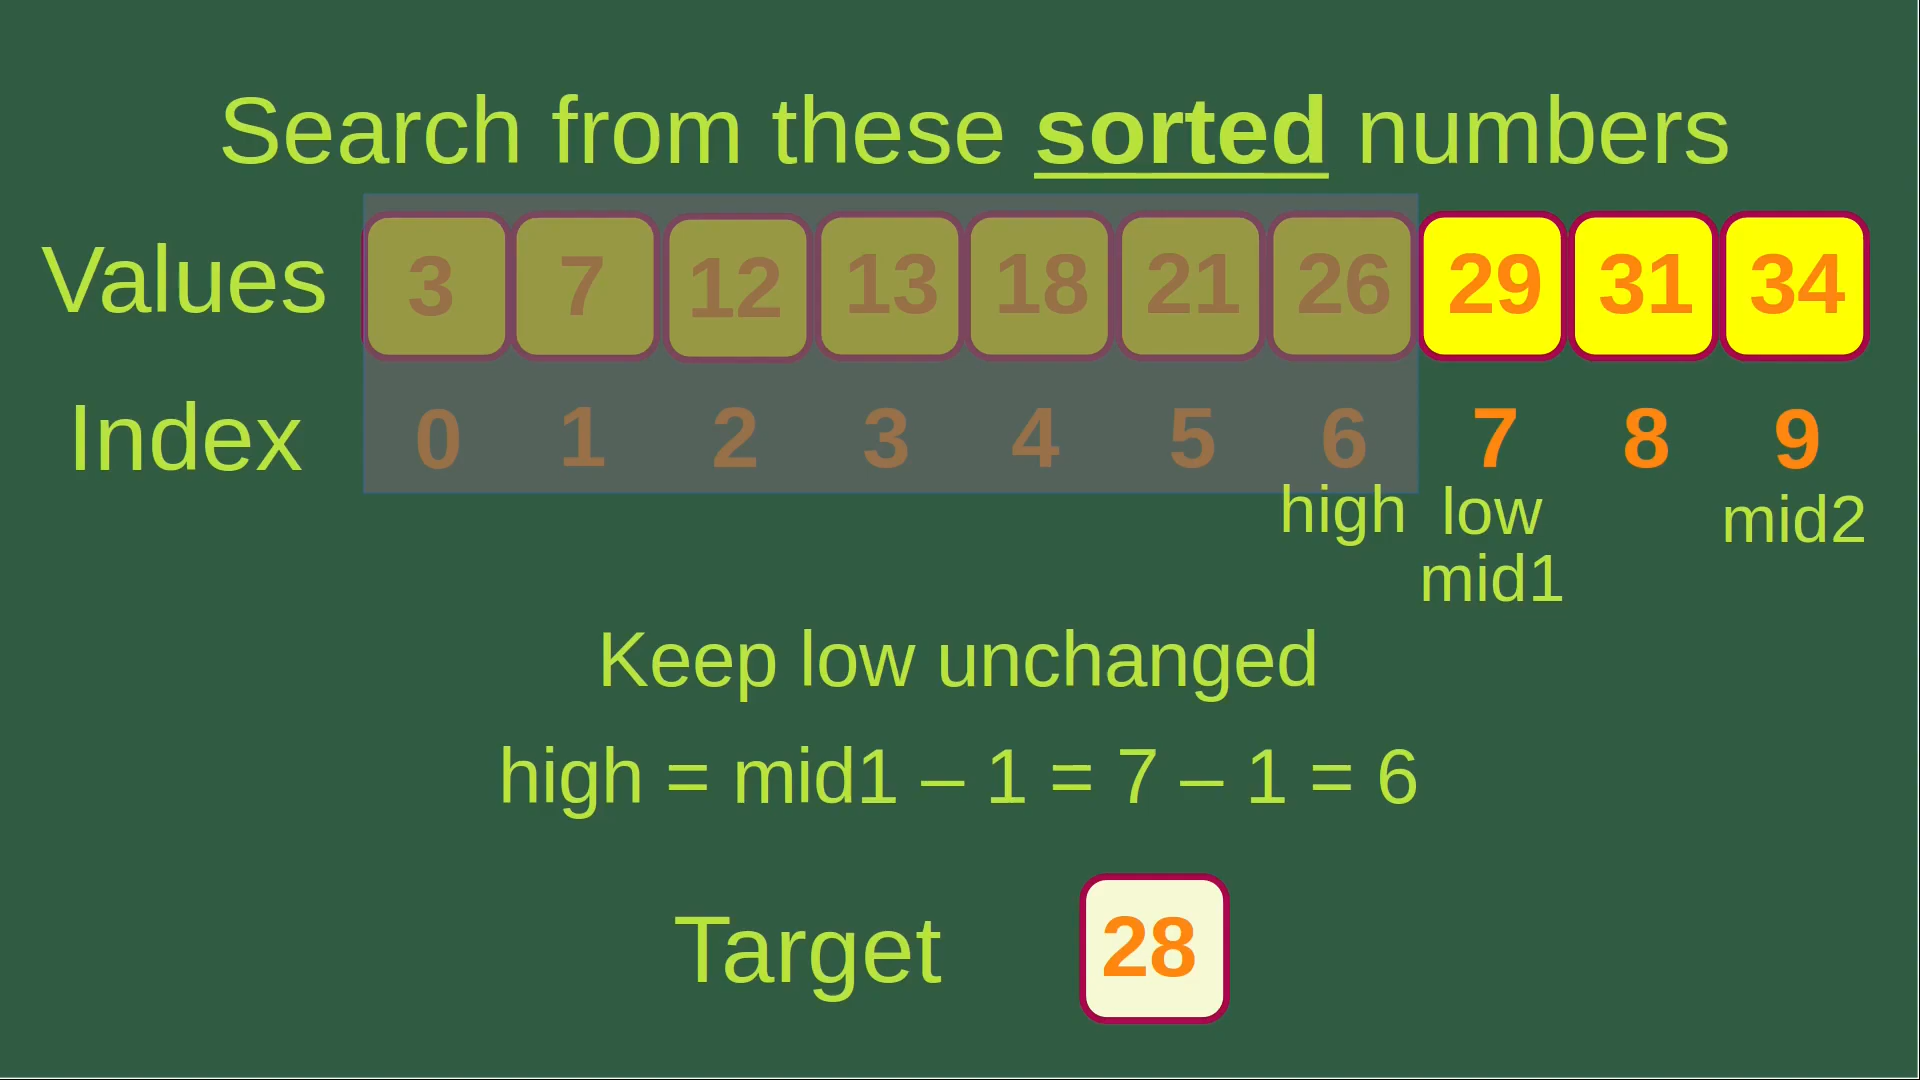 Search from these sorted numbers
Values 3 7 12 13 18 21 26 29 31 34
Index 0 1 2 3 4 5 6 7 8 9
high low mid2
mid1
Keep low unchanged
high = mid1 – 1 = 7 – 1 = 6
Target 28